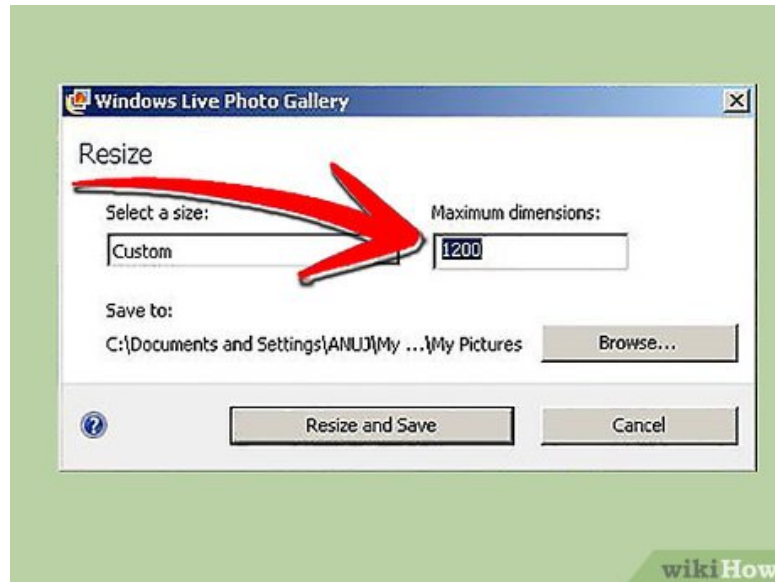 Windows Live Photo Gallery
Resize
Select a size:
Maximum dimensions:
Custom
1200
Save to:
C:\Documents and Settings\ANUJ\My ...\My Pictures
Browse...
Resize and Save
Cancel
wikiHow